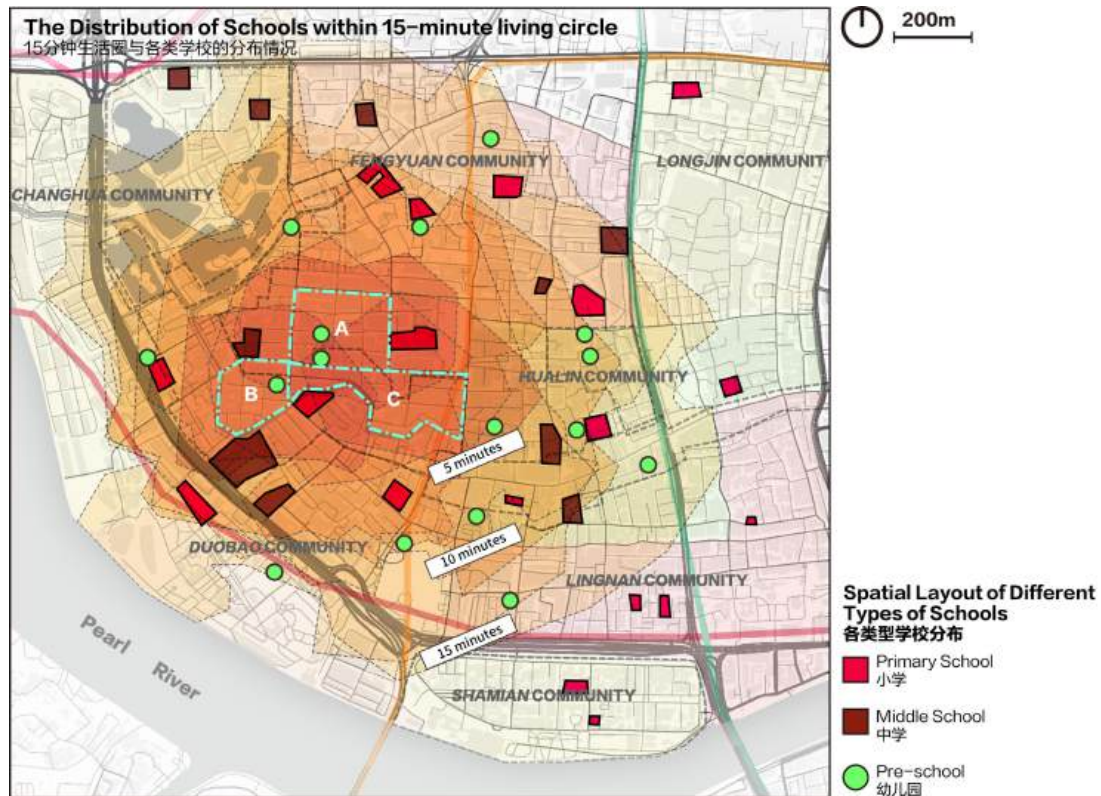 The Distribution of Schools within 15-minute living circle
15分钟生活圈与各类学校的分布情况
200m
FENGYUAN COMMUNITY
LONGJIN COMMUNIT
CHANGHUA COMMUNITY
A
HUALIN COMMUNITY
B
C
5 minutes
DUOBAO COMMUNITY
10 minutes
LINGNAN COMMUNITY
15 minutes
Pearl River
SHAMIAN COMMUNITY
Spatial Layout of Different
Types of Schools
各类型学校分布
Primary School
小学
Middle School
中学
Pre-school
幼儿园